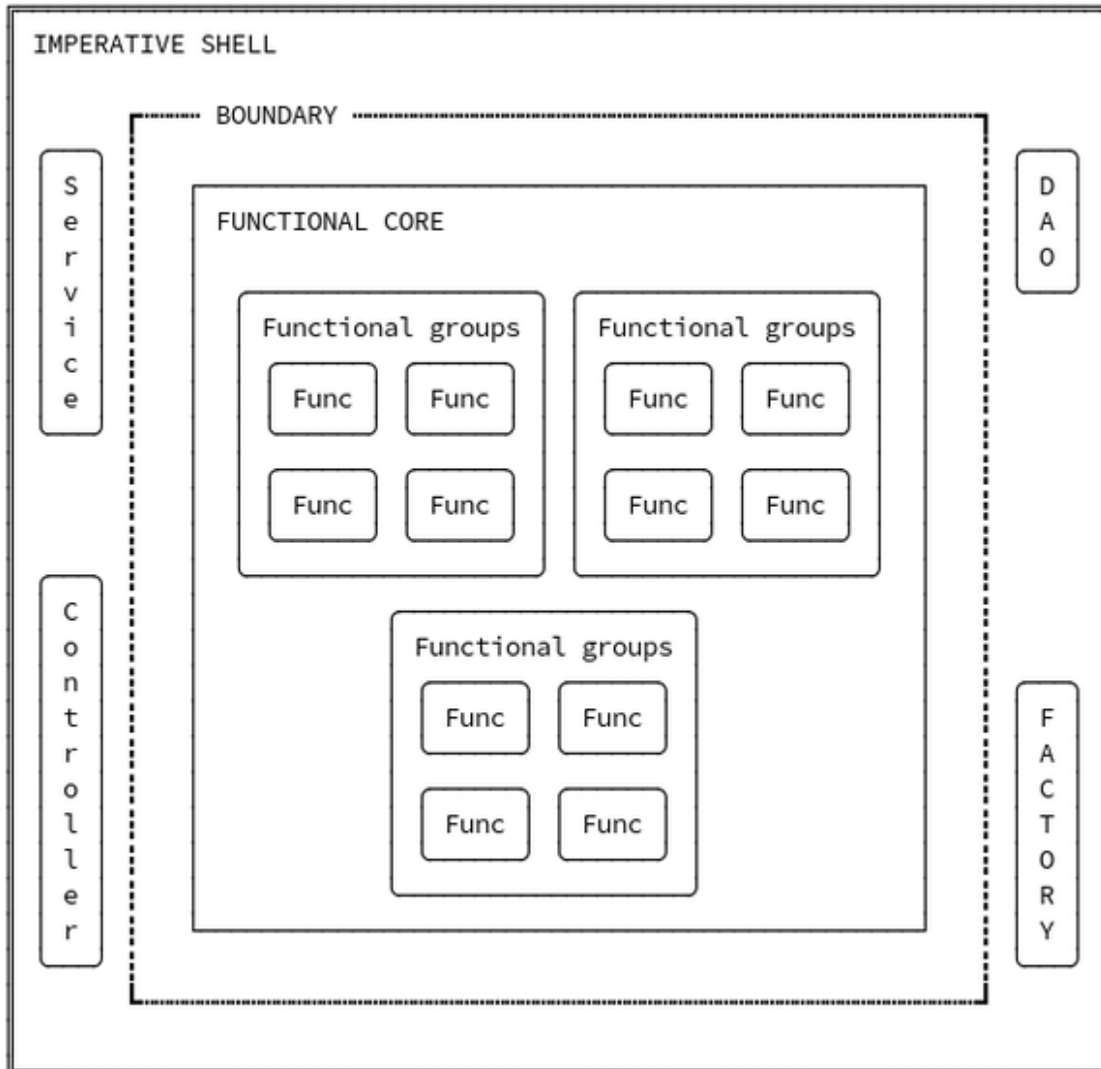 IMPERATIVE SHELL
BOUNDARY
Service
DAO
FUNCTIONAL CORE
Functional groups
Func Func
Func Func
Functional groups
Func Func
Func Func
Controller
Functional groups
Func Func
Func Func
FACTORY